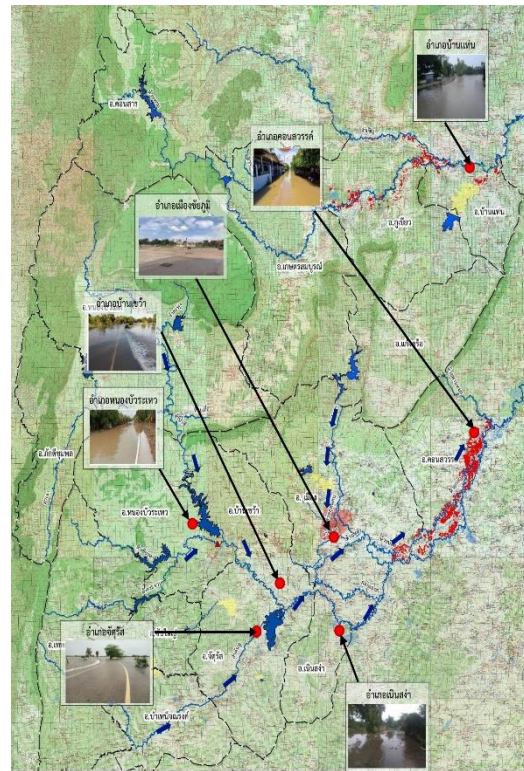 อำเภอบ้านแท่น
อ.คอนสาร
อำเภอคอนสวรรค์
อำเภอเมืองชัยภูมิ
อ.ภูเขียว
อ.บ้านแท่น
อ.เกษตรสมบูรณ์
อำเภอบ้านเขว้า
อำเภอหนองบัวระเหว
อ.ภักดีชุมพล
อ.คอนสวรรค์
อ.หนองบัวระเหว
อ.บ้านเขว้า
อ.เมือง
อำเภอจัตุรัส
อ.จัตุรัส
อ.เนินสง่า
อ.บำเหน็จณรงค์
อำเภอเนินสง่า